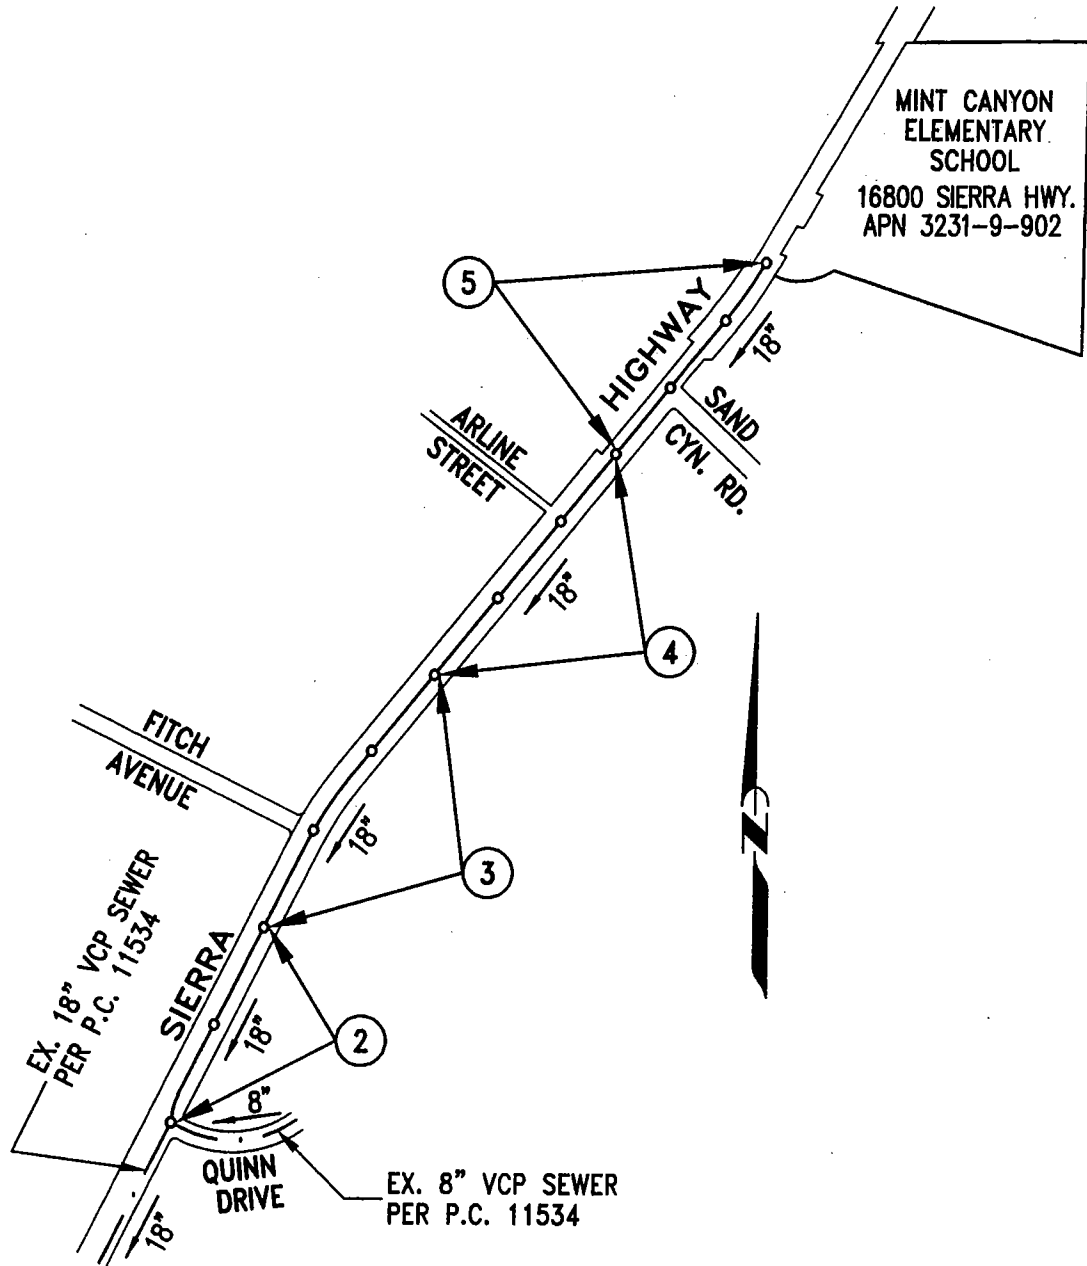 MINT CANYON
ELEMENTARY
SCHOOL
16800 SIERRA HWY.
APN 3231-9-902
5
HIGHWAY
18"
SAND
CYN. RD.
ARLINE
STREET
18"
4
FITCH
AVENUE
18"
3
N
EX. 18" VCP SEWER
PER P.C. 11534
SIERRA
18"
2
8"
QUINN
DRIVE
EX. 8" VCP SEWER
PER P.C. 11534
18"